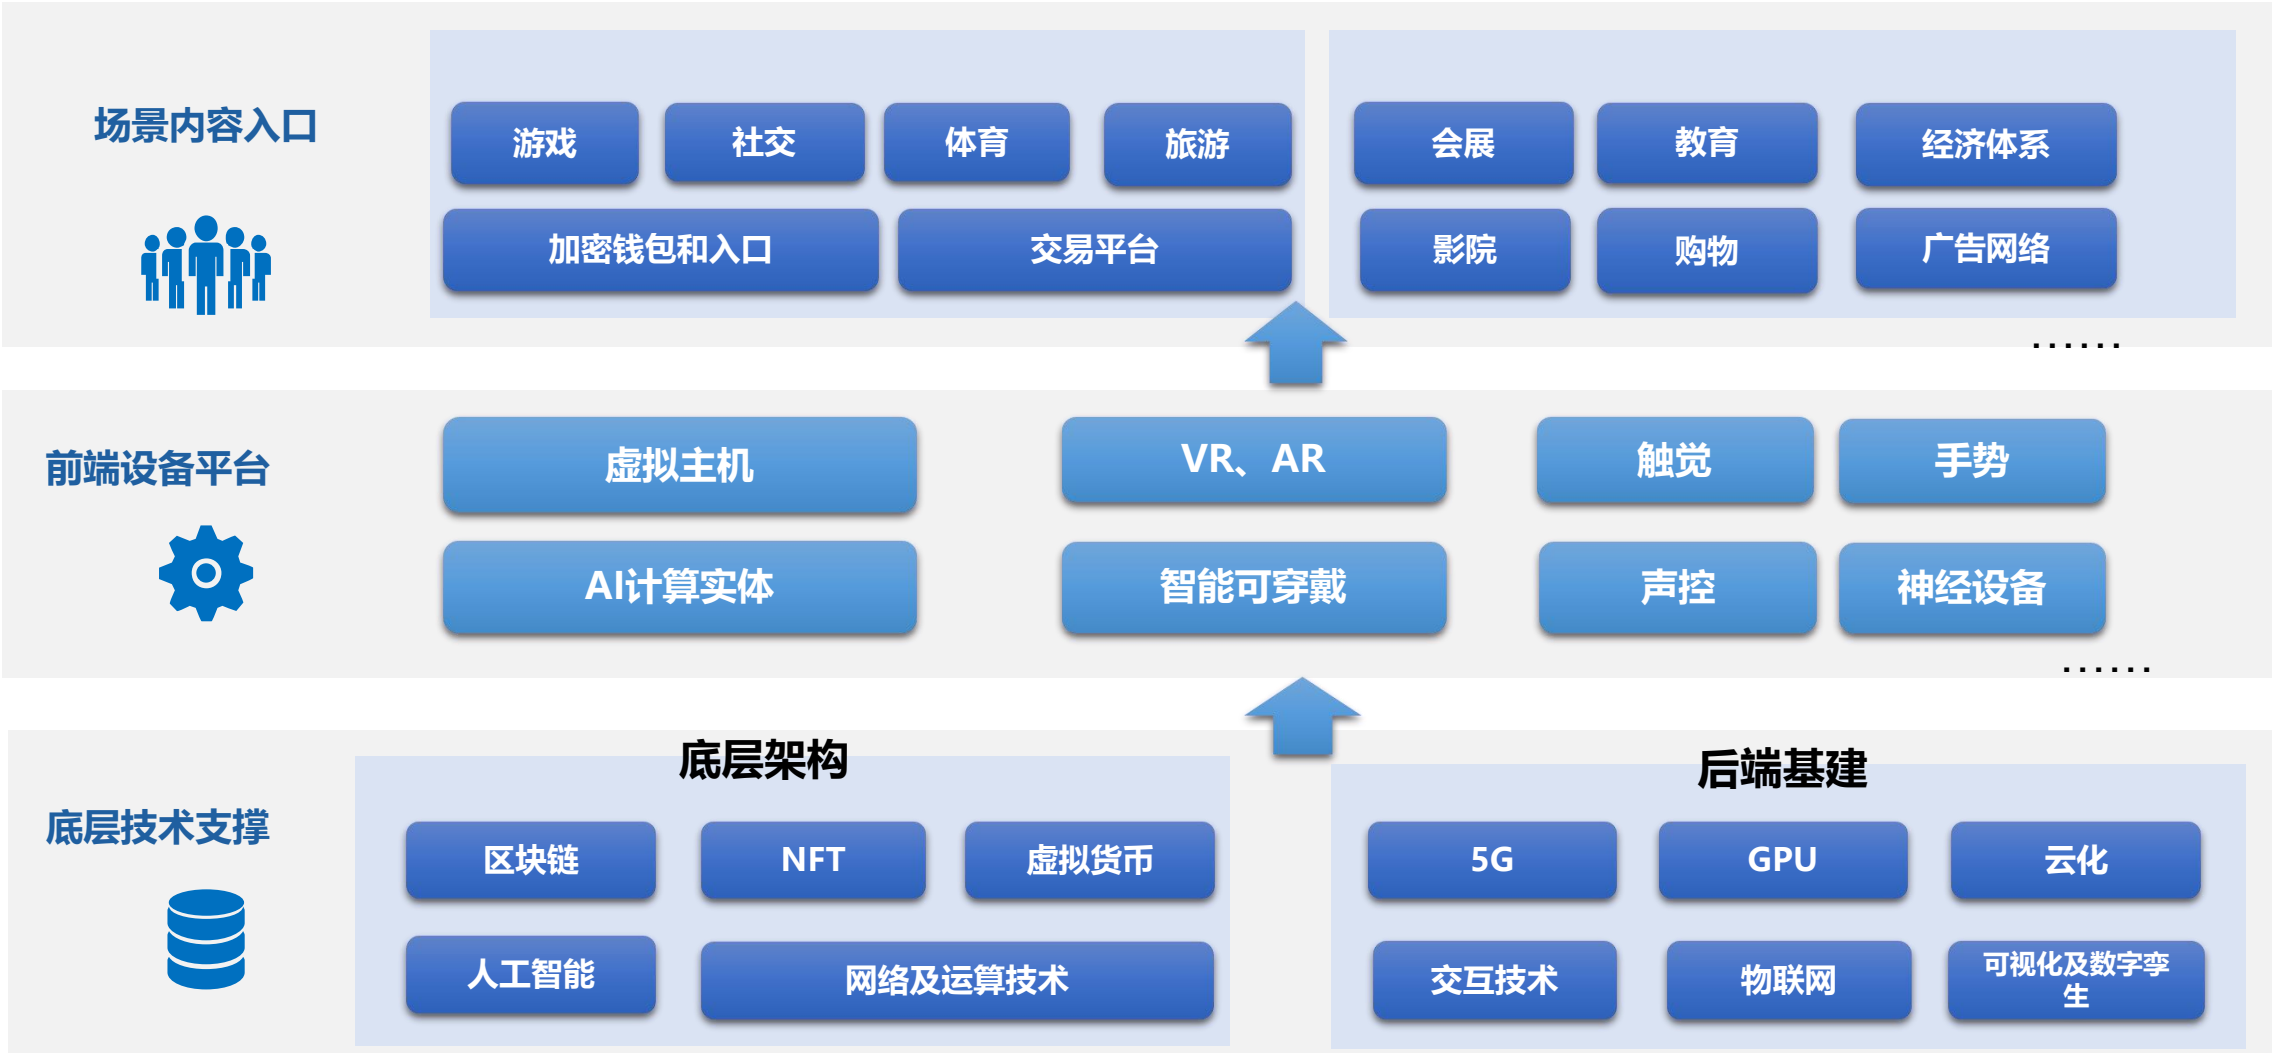 场景内容入口
游戏
社交
体育
旅游
加密钱包和入口
交易平台
会展
教育
经济体系
影院
购物
广告网络
......
前端设备平台
虚拟主机
VR、AR
触觉
手势
AI计算实体
智能可穿戴
声控
神经设备
......
底层技术支撑
底层架构
区块链
NFT
虚拟货币
人工智能
网络及运算技术
后端基建
5G
GPU
云化
交互技术
物联网
可视化及数字孪
生